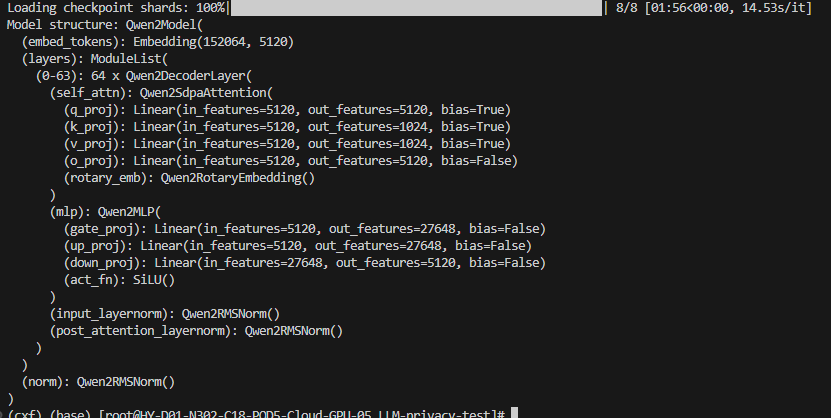 Loading checkpoint shards: 100%| | 8/8 [01:56<00:00, 14.53s/it]
Model structure: Qwen2Model(
  (embed_tokens): Embedding(152064, 5120)
  (layers): ModuleList(
    (0-63): 64 x Qwen2DecoderLayer(
      (self_attn): Qwen2SdpaAttention(
        (q_proj): Linear(in_features=5120, out_features=5120, bias=True)
        (k_proj): Linear(in_features=5120, out_features=1024, bias=True)
        (v_proj): Linear(in_features=5120, out_features=1024, bias=True)
        (o_proj): Linear(in_features=5120, out_features=5120, bias=False)
        (rotary_emb): Qwen2RotaryEmbedding()
      )
      (mlp): Qwen2MLP(
        (gate_proj): Linear(in_features=5120, out_features=27648, bias=False)
        (up_proj): Linear(in_features=5120, out_features=27648, bias=False)
        (down_proj): Linear(in_features=27648, out_features=5120, bias=False)
        (act_fn): SiLU()
      )
      (input_layernorm): Qwen2RMSNorm()
      (post_attention_layernorm): Qwen2RMSNorm()
    )
  )
  (norm): Qwen2RMSNorm()
)
(cxf) (base) [root@HY-D01-N302-C18-POD5-Cloud-GPU-05 LLM-privacy-test]#